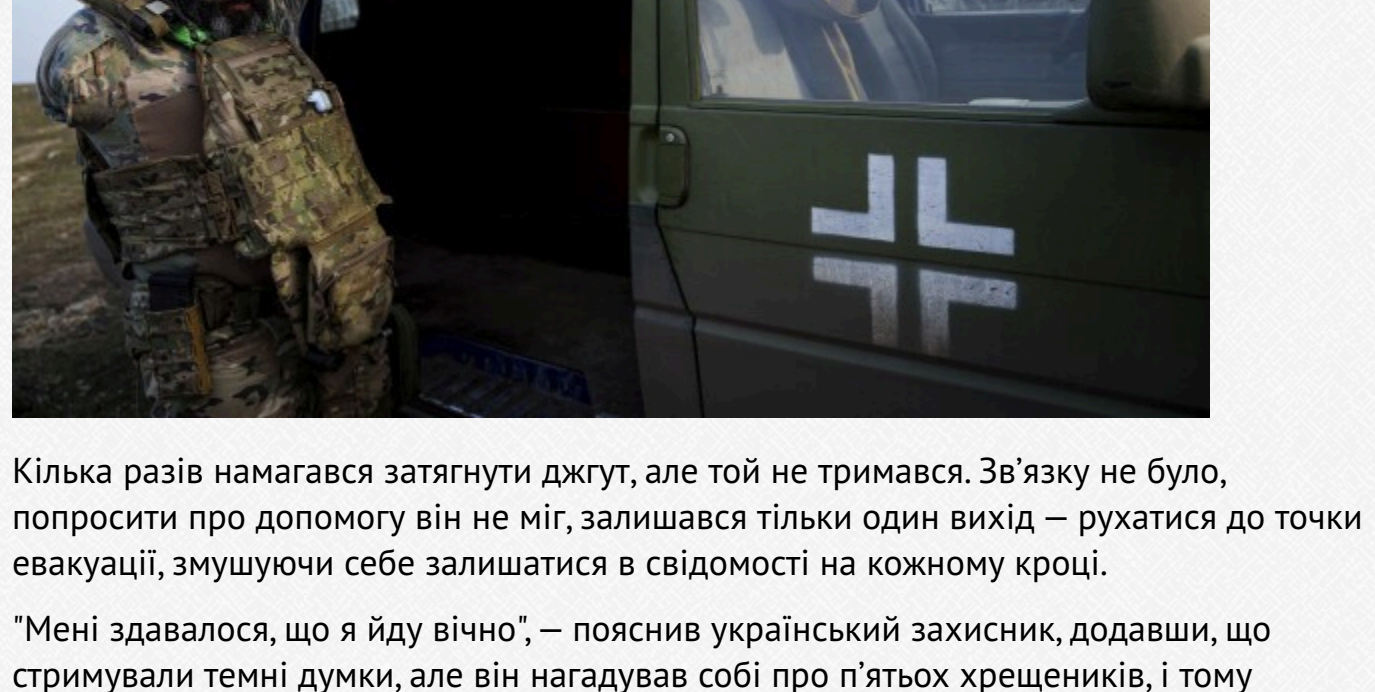 Кілька разів намагався затягнути джгут, але той не тримався. Зв’язку не було,
попросити про допомогу він не міг, залишався тільки один вихід — рухатися до точки
евакуації, змушуючи себе залишатися в свідомості на кожному кроці.
"Мені здавалося, що я йду вічно", — пояснив український захисник, додавши, що
стримували темні думки, але він нагадував собі про п’ятьох хрещеників, і тому